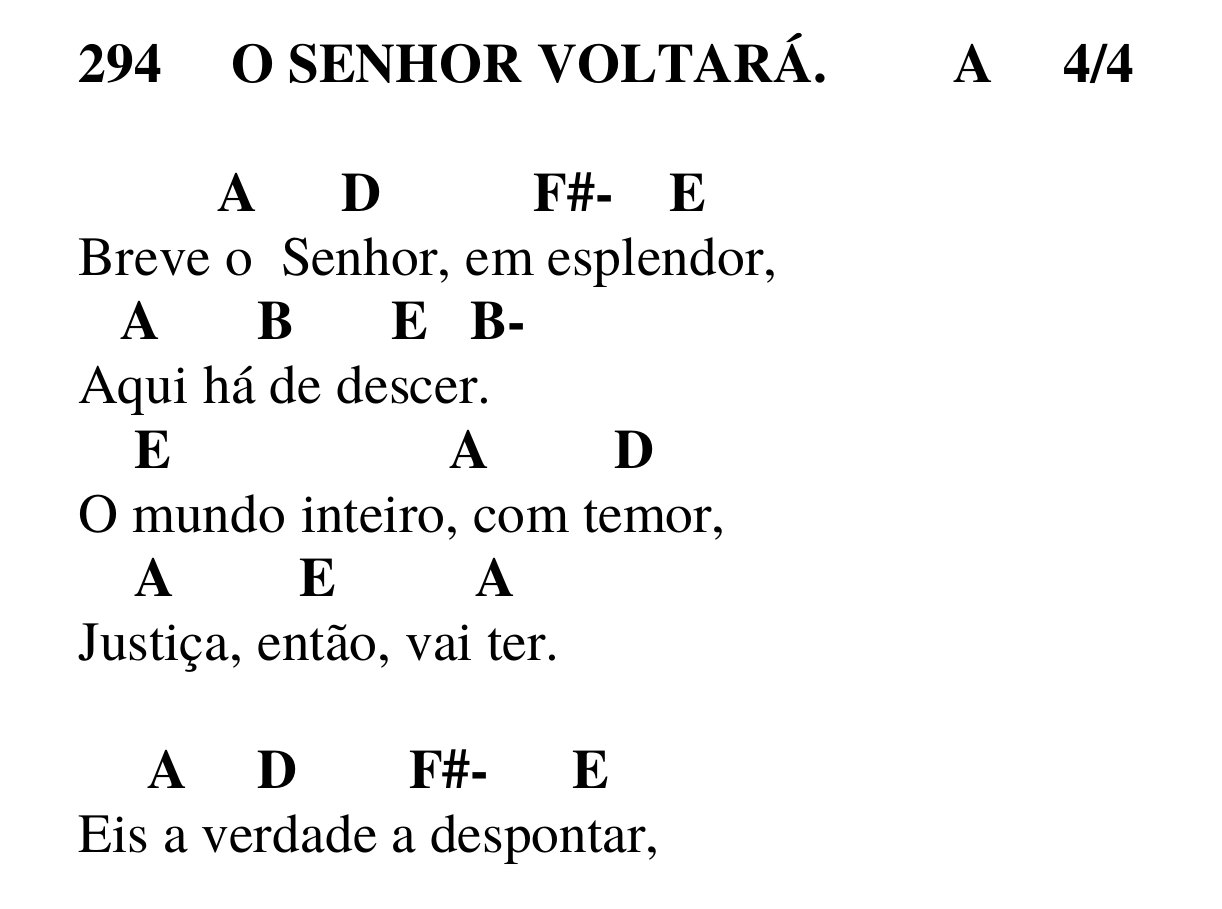 294 O SENHOR VOLTARÁ. A 4/4
A D F#- E
Breve o Senhor, em esplendor,
A B E B-
Aqui há de descer.
E A D
O mundo inteiro, com temor,
A E A
Justiça, então, vai ter.
A D F#- E
Eis a verdade a despontar,